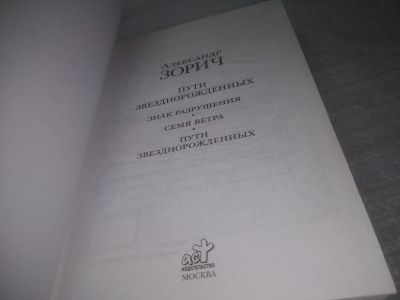 Александр
ЗОРИЧ
ПУТИ
ЗВЕЗДНОРОЖДЕННЫХ
ЗНАК РАЗРУШЕНИЯ
•
СЕМЯ ВЕТРА
•
ПУТИ
ЗВЕЗДНОРОЖДЕННЫХ
аст
ИЗДАТЕЛЬСТВО
МОСКВА